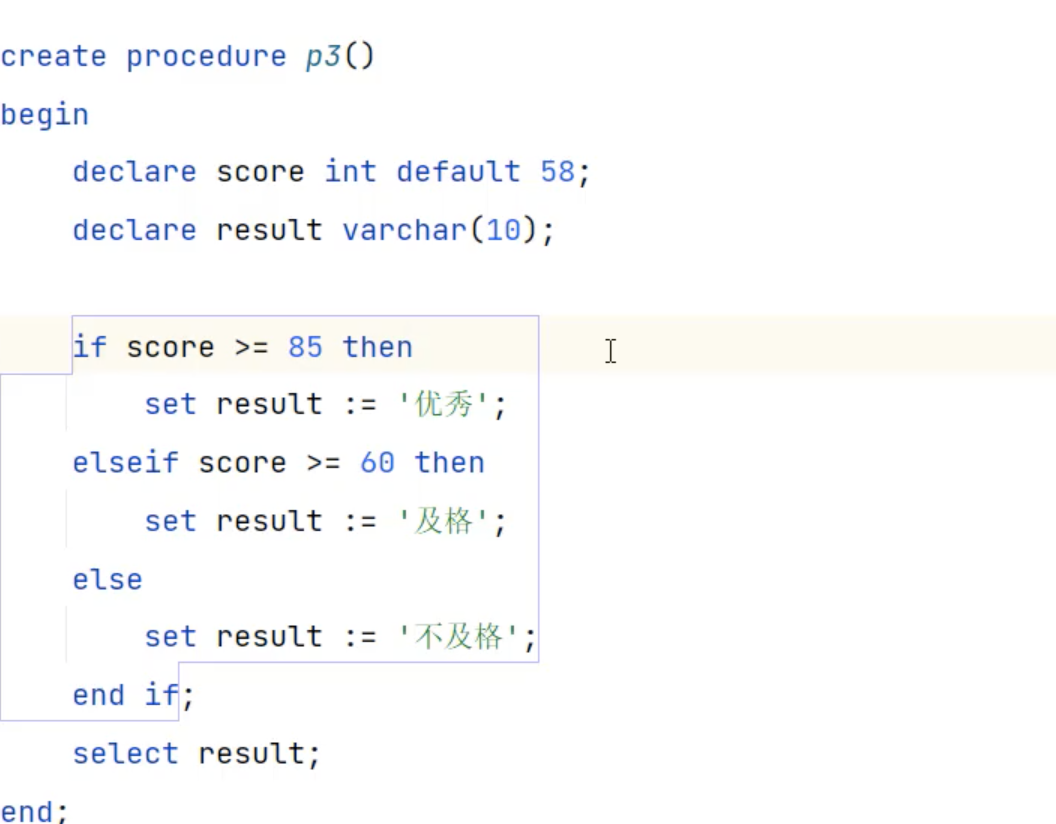 create procedure p3()
begin
    declare score int default 58;
    declare result varchar(10);
    if score >= 85 then
        set result := '优秀';
    elseif score >= 60 then
        set result := '及格';
    else
        set result := '不及格';
    end if;
    select result;
end;